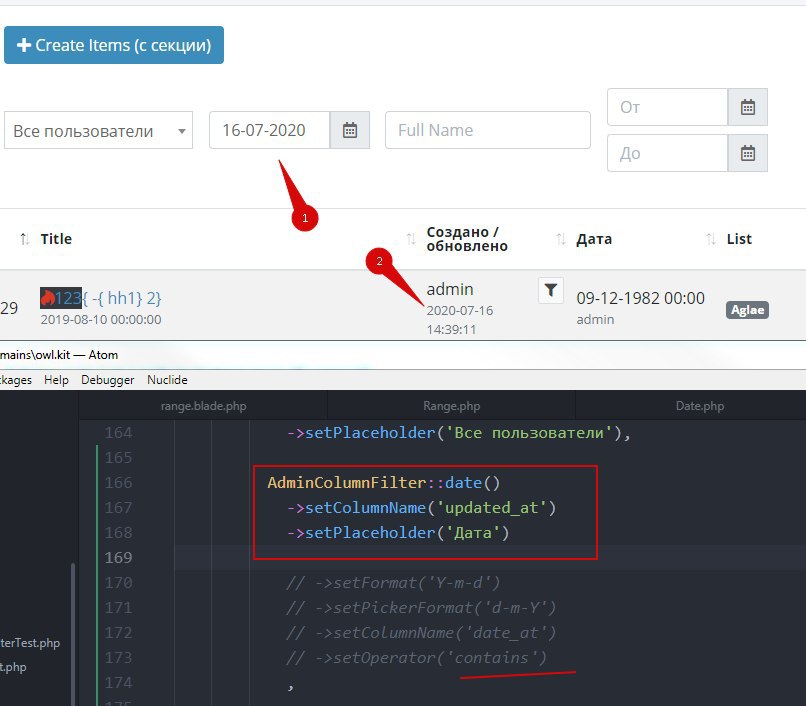 + Create Items (с секции)
Все пользователи
16-07-2020
Full Name
От
До
1
Title
Создано /
обновлено
Дата
List
2
29
123{ -{ hh1} 2}
2019-08-10 00:00:00
admin
2020-07-16
14:39:11
09-12-1982 00:00
admin
Aglae
mains\owl.kit — Atom
ckages Help Debugger Nuclide
range.blade.php Range.php Date.php
164 ->setPlaceholder('Все пользователи'),
165
166 AdminColumnFilter::date()
167 ->setColumnName('updated_at')
168 ->setPlaceholder('Дата')
169
170 // ->setFormat('Y-m-d')
171 // ->setPickerFormat('d-m-Y')
172 // ->setColumnName('date_at')
173 // ->setOperator('contains')
174 ,
terTest.php
t.php